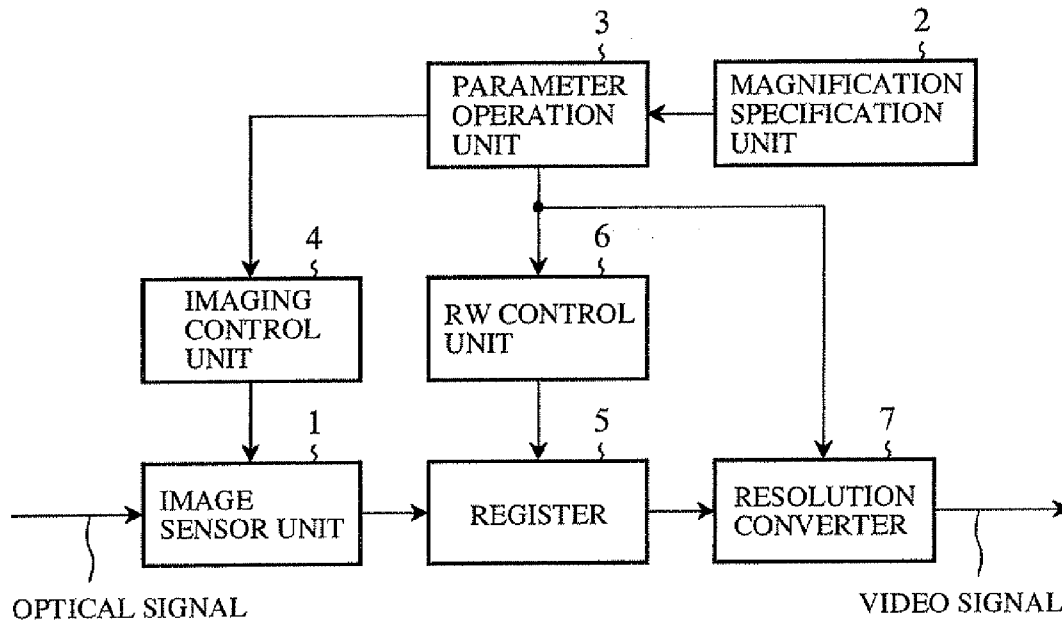 3
2
PARAMETER
OPERATION
UNIT
MAGNIFICATION
SPECIFICATION
UNIT
4
6
IMAGING
CONTROL
UNIT
RW CONTROL
UNIT
1
5
7
IMAGE
SENSOR UNIT
REGISTER
RESOLUTION
CONVERTER
OPTICAL SIGNAL
VIDEO SIGNAL